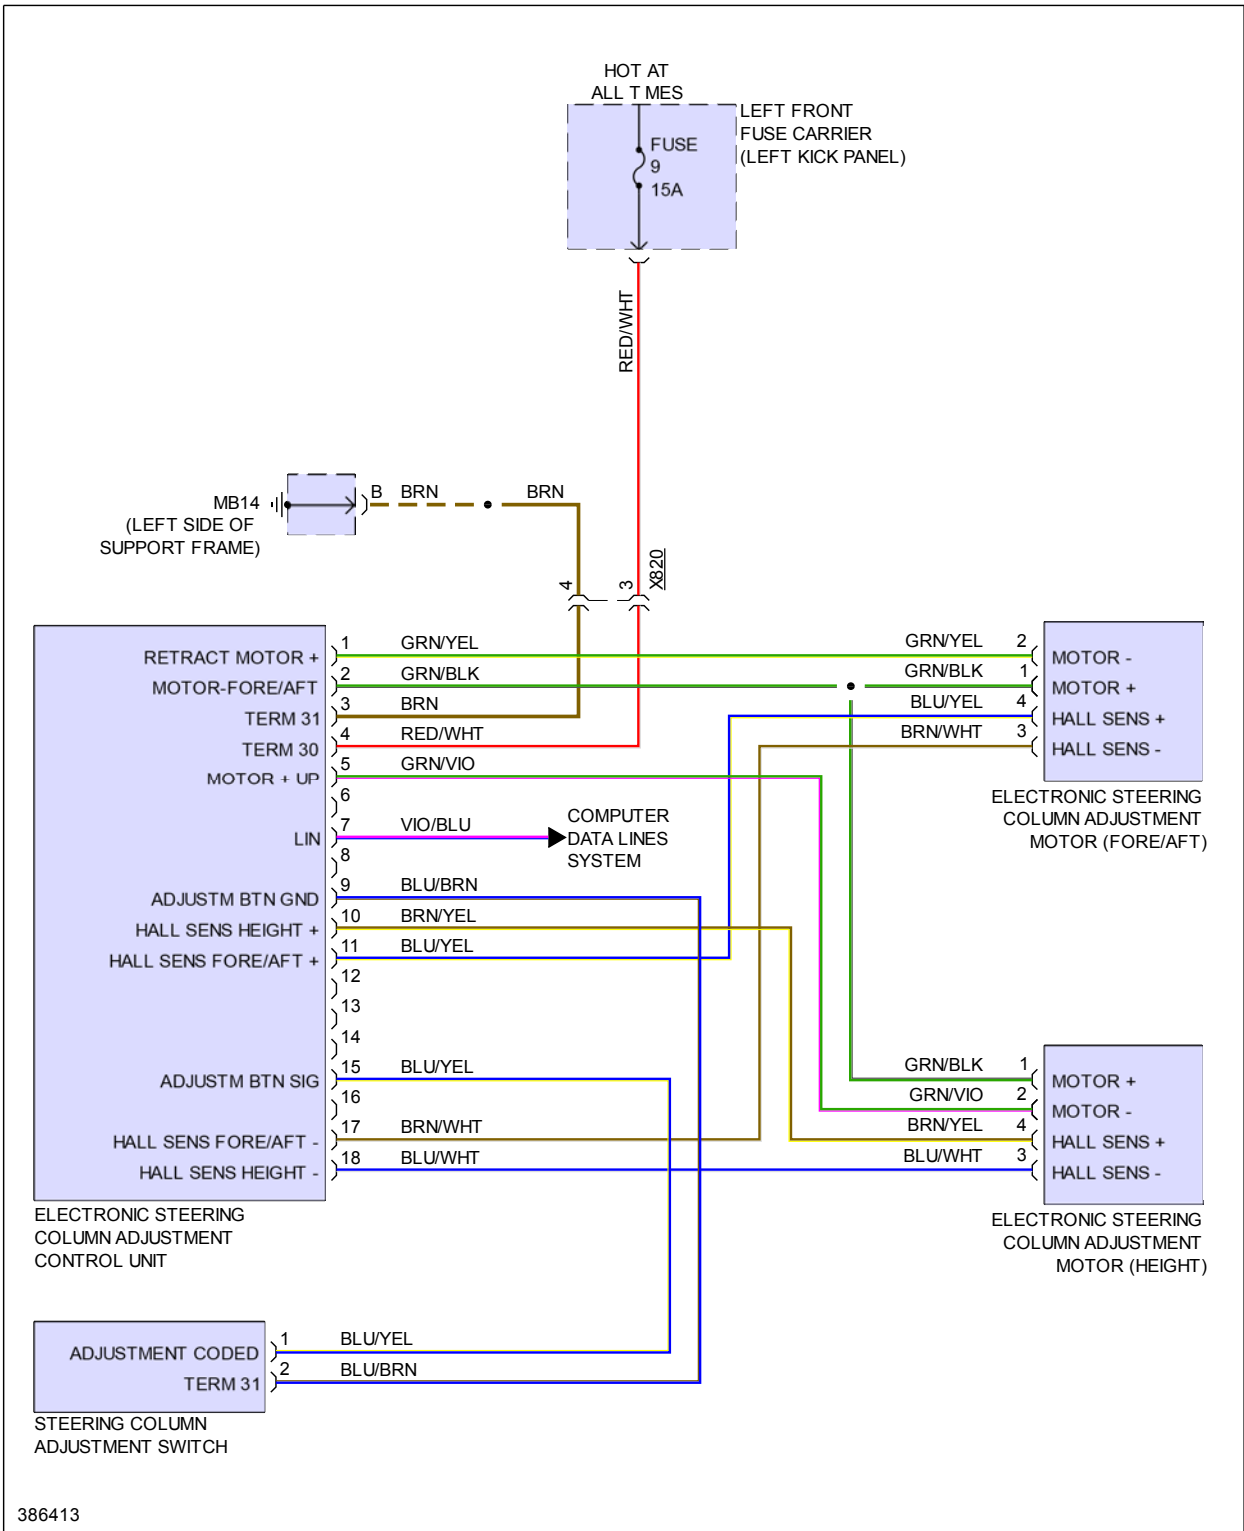 HOT AT
ALL T MES
LEFT FRONT
FUSE CARRIER
(LEFT KICK PANEL)
FUSE
9
15A
RED/WHT
MB14
(LEFT SIDE OF
SUPPORT FRAME)
B BRN BRN
4 3 X820
RETRACT MOTOR + 1 GRN/YEL GRN/YEL 2 MOTOR -
MOTOR-FORE/AFT 2 GRN/BLK GRN/BLK 1 MOTOR +
TERM 31 3 BRN BLU/YEL 4 HALL SENS +
TERM 30 4 RED/WHT BRN/WHT 3 HALL SENS -
MOTOR + UP 5 GRN/VIO
ELECTRONIC STEERING
COLUMN ADJUSTMENT
MOTOR (FORE/AFT)
6
LIN 7 VIO/BLU
COMPUTER
DATA LINES
SYSTEM
8
ADJUSTM BTN GND 9 BLU/BRN
HALL SENS HEIGHT + 10 BRN/YEL
HALL SENS FORE/AFT + 11 BLU/YEL
12
13
14
ADJUSTM BTN SIG 15 BLU/YEL
16
HALL SENS FORE/AFT - 17 BRN/WHT
HALL SENS HEIGHT - 18 BLU/WHT
GRN/BLK 1 MOTOR +
GRN/VIO 2 MOTOR -
BRN/YEL 4 HALL SENS +
BLU/WHT 3 HALL SENS -
ELECTRONIC STEERING
COLUMN ADJUSTMENT
CONTROL UNIT
ELECTRONIC STEERING
COLUMN ADJUSTMENT
MOTOR (HEIGHT)
ADJUSTMENT CODED 1 BLU/YEL
TERM 31 2 BLU/BRN
STEERING COLUMN
ADJUSTMENT SWITCH
386413